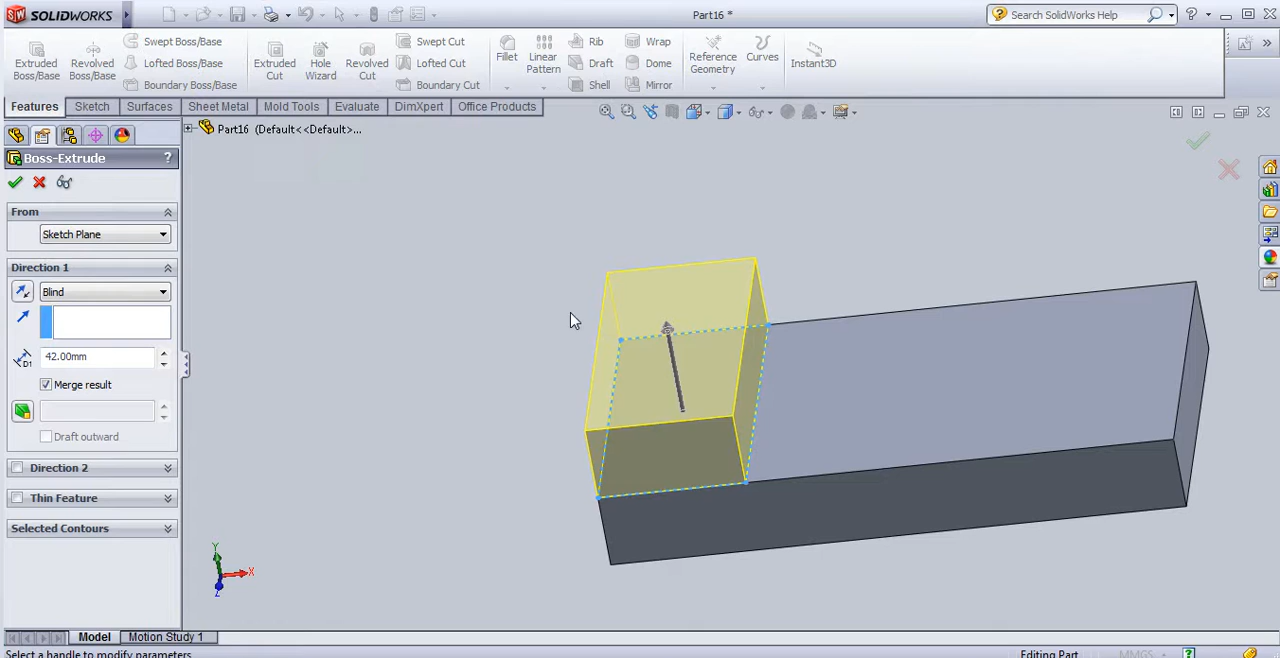 SOLIDWORKS
Part16 *
Search SolidWorks Help
Extruded Boss/Base
Revolved Boss/Base
Swept Boss/Base
Lofted Boss/Base
Boundary Boss/Base
Extruded Cut
Hole Wizard
Revolved Cut
Swept Cut
Lofted Cut
Boundary Cut
Fillet
Linear Pattern
Rib
Draft
Shell
Wrap
Dome
Mirror
Reference Geometry
Curves
Instant3D
Features
Sketch
Surfaces
Sheet Metal
Mold Tools
Evaluate
DimXpert
Office Products
Part16 (Default<<Default>...
Boss-Extrude
?
From
Sketch Plane
Direction 1
Blind
D1
42.00mm
Merge result
Draft outward
Direction 2
Thin Feature
Selected Contours
Y
X
Z
Model
Motion Study 1
Select a handle to modify parameters
Editing Part
MMGS
?